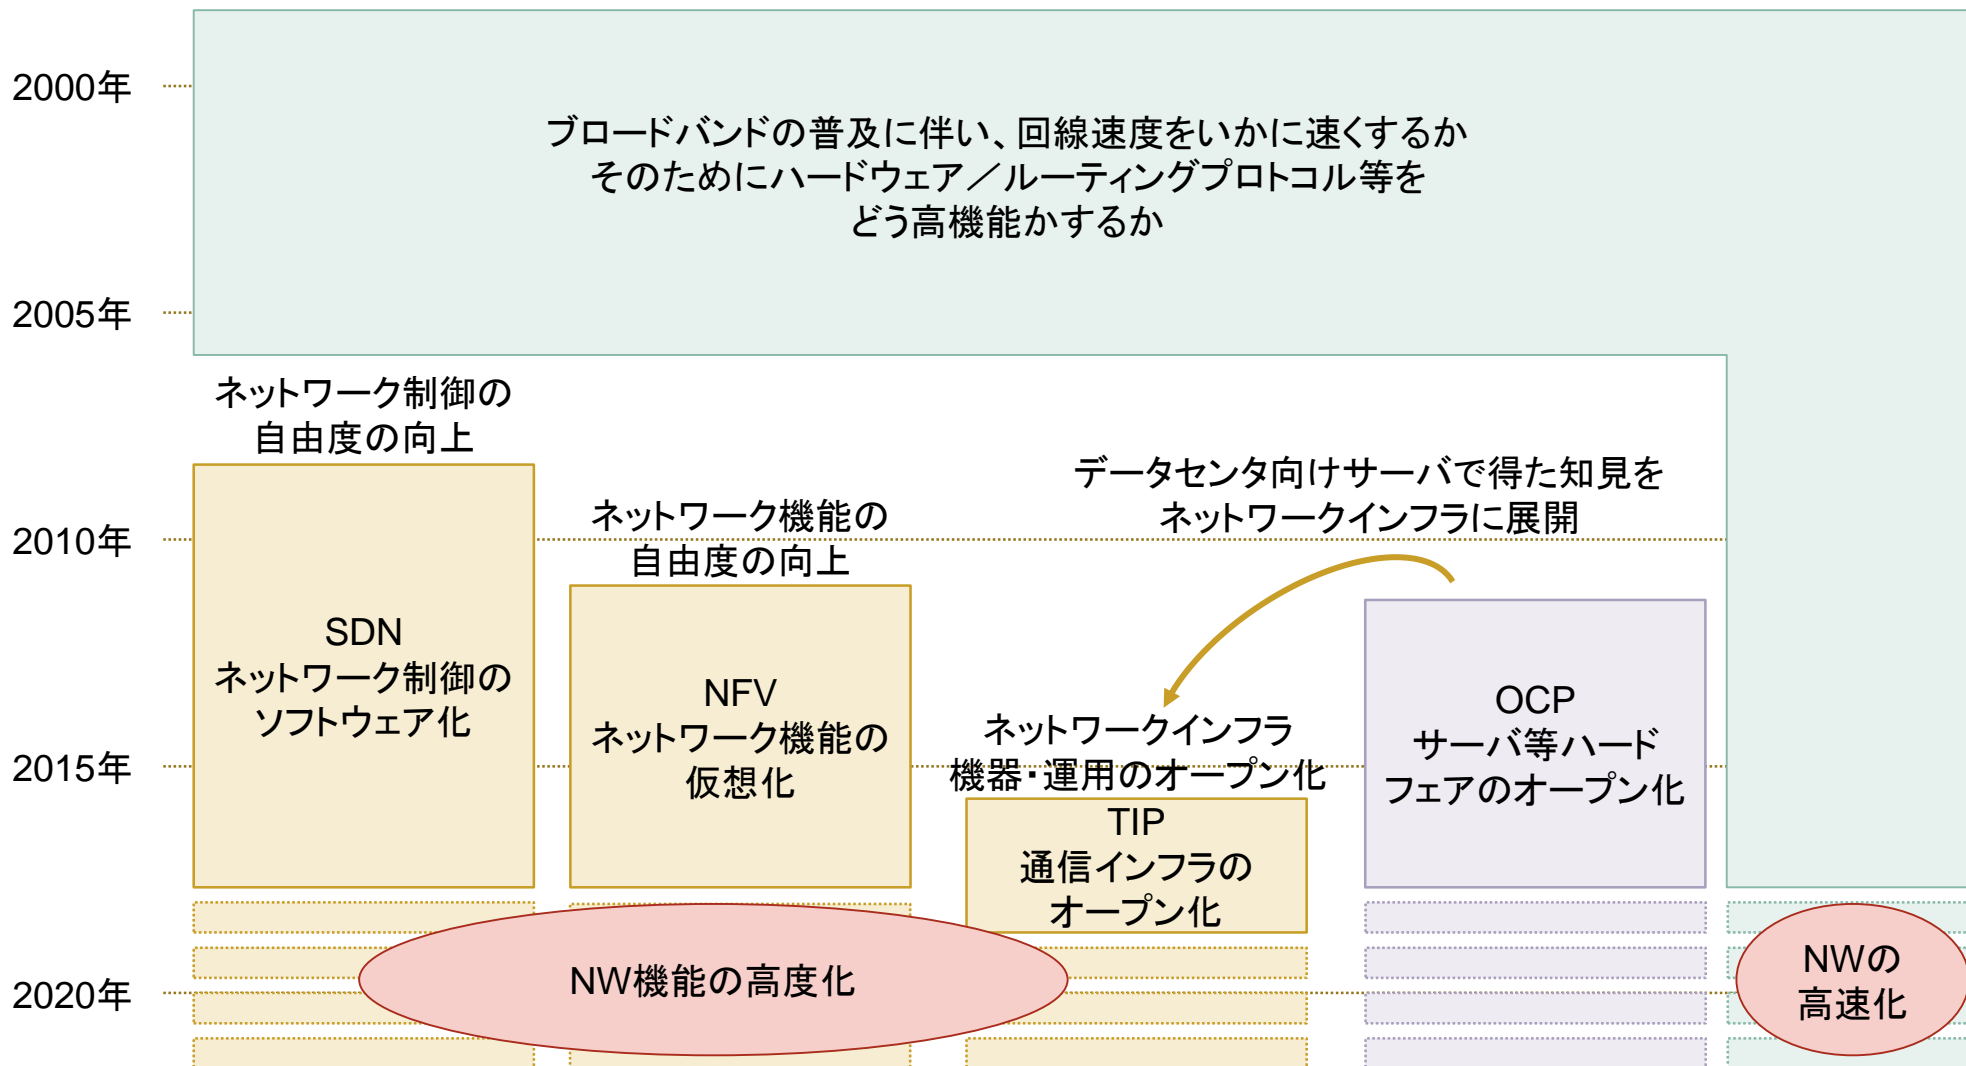 2000年
ブロードバンドの普及に伴い、回線速度をいかに速くするか
そのためにハードウェア／ルーティングプロトコル等を
どう高機能かするか
2005年
ネットワーク制御の
自由度の向上
データセンタ向けサーバで得た知見を
ネットワークインフラに展開
ネットワーク機能の
自由度の向上
2010年
SDN
ネットワーク制御の
ソフトウェア化
NFV
ネットワーク機能の
仮想化
ネットワークインフラ
機器・運用のオープン化
TIP
通信インフラの
オープン化
OCP
サーバ等ハード
フェアのオープン化
2015年
NW機能の高度化
NWの
高速化
2020年